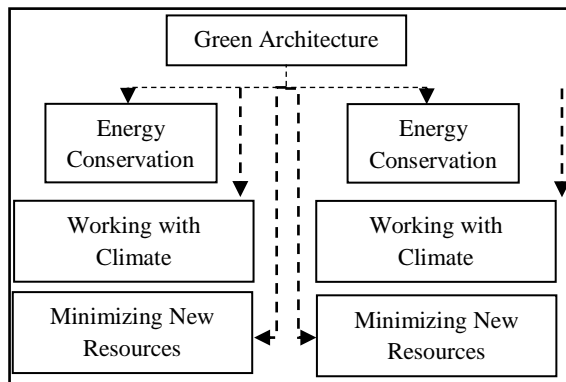 Green Architecture
Energy
Conservation
Energy
Conservation
Working with
Climate
Working with
Climate
Minimizing New
Resources
Minimizing New
Resources